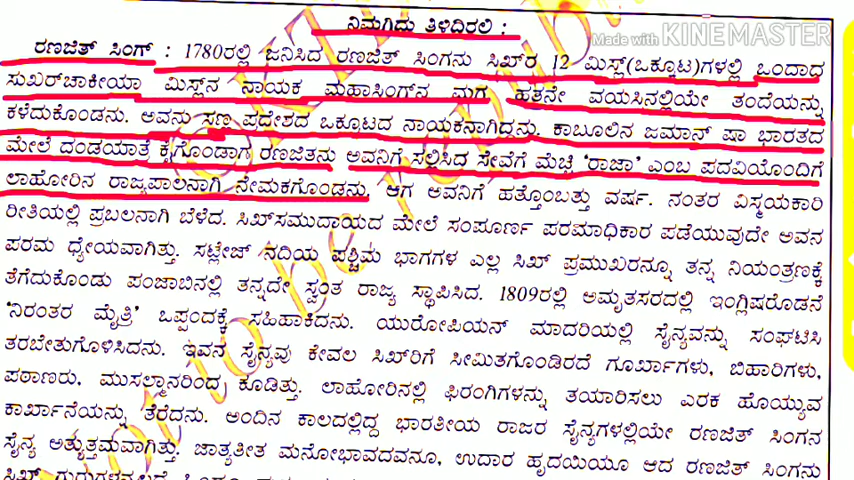 ನಿಮಗಿದು ತಿಳಿದಿರಲಿ :
Made with KINEMASTER
ರಣಜಿತ್ ಸಿಂಗ್ : 1780ರಲ್ಲಿ ಜನಿಸಿದ ರಣಜಿತ್ ಸಿಂಗನು ಸಿಖ್‌ರ 12 ಮಿಸ್ಲ್(ಒಕ್ಕೂಟ)ಗಳಲ್ಲಿ ಒಂದಾದ
ಸುಖರ್‌ಚಾಕೀಯಾ ಮಿಸ್ಲ್‌ನ ನಾಯಕ ಮಹಾಸಿಂಗ್‌ನ ಮಗ ಹತ್ತನೇ ವಯಸಿನಲ್ಲಿಯೇ ತಂದೆಯನ್ನು
ಕಳೆದುಕೊಂಡನು. ಅವನು ಸಣ್ಣ ಪ್ರದೇಶದ ಒಕ್ಕೂಟದ ನಾಯಕನಾಗಿದ್ದನು. ಕಾಬೂಲಿನ ಜಮಾನ್ ಷಾ ಭಾರತದ
ಮೇಲೆ ದಂಡಯಾತ್ರೆ ಕೈಗೊಂಡಾಗ ರಣಜಿತನು ಅವನಿಗೆ ಸಲ್ಲಿಸಿದ ಸೇವೆಗೆ ಮೆಚ್ಚಿ ‘ರಾಜಾ’ ಎಂಬ ಪದವಿಯೊಂದಿಗೆ
ಲಾಹೋರಿನ ರಾಜ್ಯಪಾಲನಾಗಿ ನೇಮಕಗೊಂಡನು. ಆಗ ಅವನಿಗೆ ಹತ್ತೊಂಬತ್ತು ವರ್ಷ. ನಂತರ ವಿಸ್ಮಯಕಾರಿ
ರೀತಿಯಲ್ಲಿ ಪ್ರಬಲನಾಗಿ ಬೆಳೆದ. ಸಿಖ್‌ಸಮುದಾಯದ ಮೇಲೆ ಸಂಪೂರ್ಣ ಪರಮಾಧಿಕಾರ ಪಡೆಯುವುದೇ ಅವನ
ಪರಮ ಧ್ಯೇಯವಾಗಿತ್ತು. ಸಟ್ಲೇಜ್ ನದಿಯ ಪಶ್ಚಿಮ ಭಾಗಗಳ ಎಲ್ಲ ಸಿಖ್ ಪ್ರಮುಖರನ್ನೂ ತನ್ನ ನಿಯಂತ್ರಣಕ್ಕೆ
ತೆಗೆದುಕೊಂಡು ಪಂಜಾಬಿನಲ್ಲಿ ತನ್ನದೇ ಸ್ವಂತ ರಾಜ್ಯ ಸ್ಥಾಪಿಸಿದ. 1809ರಲ್ಲಿ ಅಮೃತಸರದಲ್ಲಿ ಇಂಗ್ಲಿಷರೊಡನೆ
‘ನಿರಂತರ ಮೈತ್ರಿ’ ಒಪ್ಪಂದಕ್ಕೆ ಸಹಿಹಾಕಿದನು. ಯುರೋಪಿಯನ್ ಮಾದರಿಯಲ್ಲಿ ಸೈನ್ಯವನ್ನು ಸಂಘಟಿಸಿ
ತರಬೇತುಗೊಳಿಸಿದನು. ಇವನ ಸೈನ್ಯವು ಕೇವಲ ಸಿಖ್‌ರಿಗೆ ಸೀಮಿತಗೊಂಡಿರದೆ ಗೂರ್ಖಾಗಳು, ಬಿಹಾರಿಗಳು,
ಪಠಾಣರು, ಮುಸಲ್ಮಾನರಿಂದ ಕೂಡಿತ್ತು. ಲಾಹೋರಿನಲ್ಲಿ ಫಿರಂಗಿಗಳನ್ನು ತಯಾರಿಸಲು ಎರಕ ಹೊಯ್ಯುವ
ಕಾರ್ಖಾನೆಯನ್ನು ತೆರೆದನು. ಅಂದಿನ ಕಾಲದಲ್ಲಿದ್ದ ಭಾರತೀಯ ರಾಜರ ಸೈನ್ಯಗಳಲ್ಲಿಯೇ ರಣಜಿತ್ ಸಿಂಗನ
ಸೈನ್ಯ ಅತ್ಯುತ್ತಮವಾಗಿತ್ತು. ಜಾತ್ಯತೀತ ಮನೋಭಾವದವನೂ, ಉದಾರ ಹೃದಯಿಯೂ ಆದ ರಣಜಿತ್ ಸಿಂಗನು
ಸಿಖ್